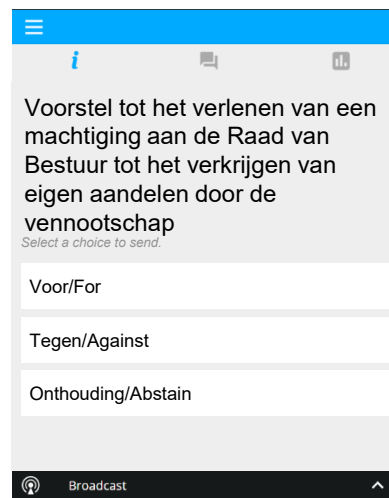 Voorstel tot het verlenen van een
machtiging aan de Raad van
Bestuur tot het verkrijgen van
eigen aandelen door de
vennootschap
Select a choice to send.
Voor/For
Tegen/Against
Onthouding/Abstain
Broadcast